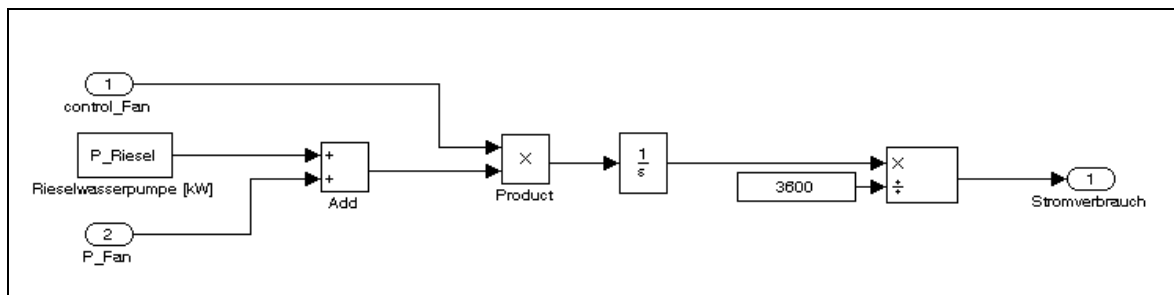 1
control_Fan
P_Riesel
Rieselwasserpumpe [kW]
+
+
Add
2
P_Fan
×
Product
1
s
3600
×
÷
1
Stromverbrauch